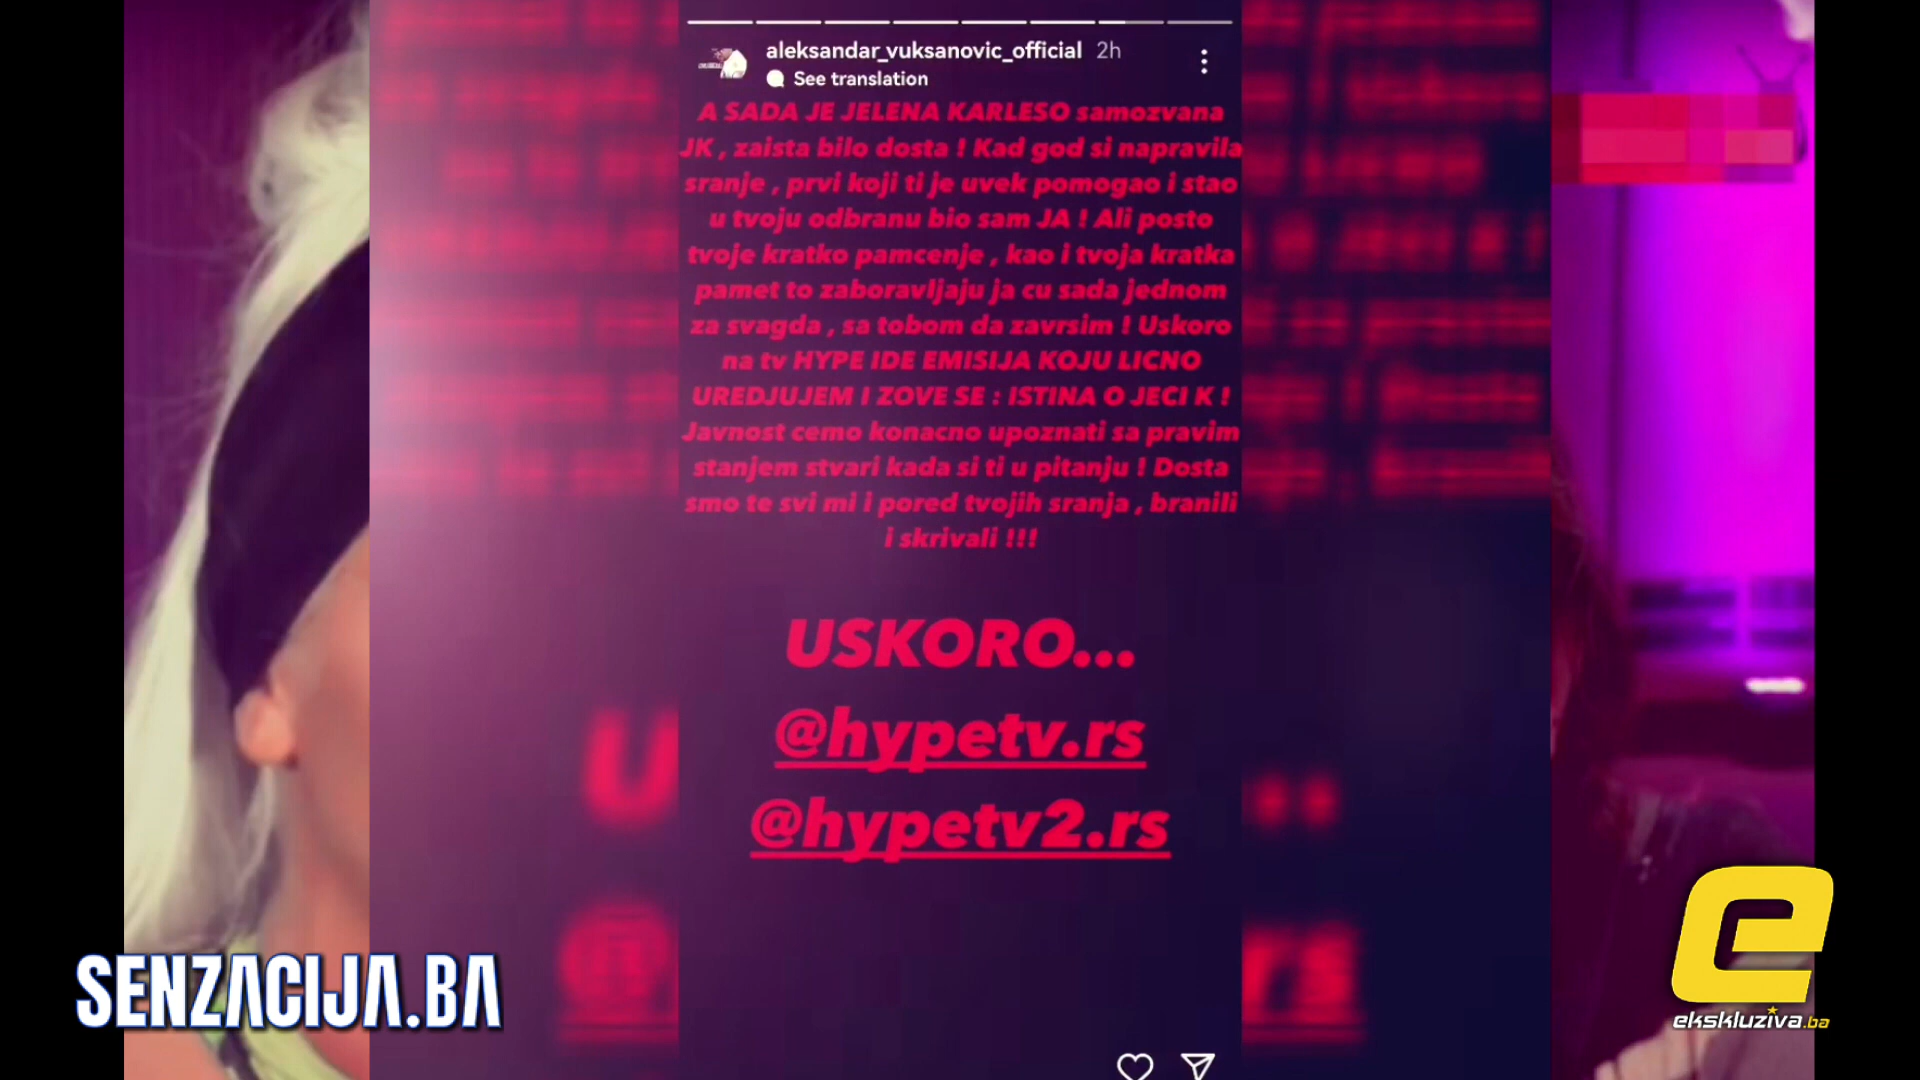 aleksandar_vuksanovic_official 2h
See translation
A SADA JE JELENA KARLESO samozvana
JK , zaista bilo dosta ! Kad god si napravila
sranje , prvi koji ti je uvek pomogao i stao
u tvoju odbranu bio sam JA ! Ali posto
tvoje kratko pamcenje , kao i tvoja kratka
pamet to zaboravljaju ja cu sada jednom
za svagda , sa tobom da zavrsim ! Uskoro
na tv HYPE IDE EMISIJA KOJU LICNO
UREDJUJEM I ZOVE SE : ISTINA O JECI K !
Javnost cemo konacno upoznati sa pravim
stanjem stvari kada si ti u pitanju ! Dosta
smo te svi mi i pored tvojih sranja , branili
i skrivali !!!
USKORO...
@hypetv.rs
@hypetv2.rs
SENZACIJA.BA
e
ekskluziva.ba